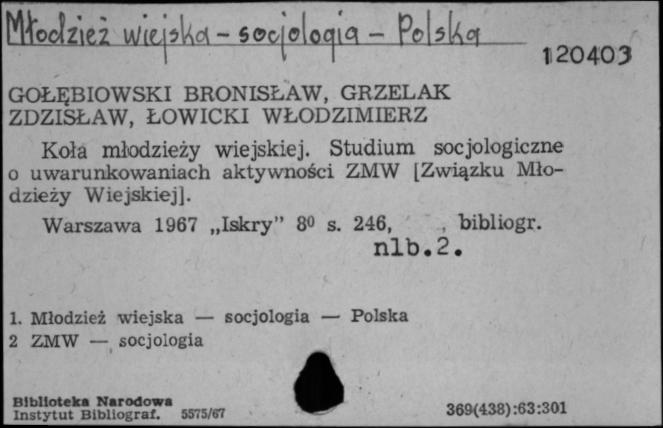 Młodzież wiejska – socjologia – Polska
120403
GOŁĘBIOWSKI BRONISŁAW, GRZELAK
ZDZISŁAW, ŁOWICKI WŁODZIMIERZ
Koła młodzieży wiejskiej. Studium socjologiczne
o uwarunkowaniach aktywności ZMW [Związku Mło-
dzieży Wiejskiej].
Warszawa 1967 „Iskry” 8⁰ s. 246, , bibliogr.
nlb.2.
1. Młodzież wiejska — socjologia — Polska
2 ZMW — socjologia
Biblioteka Narodowa
Instytut Bibliograf. 5575/67
369(438):63:301